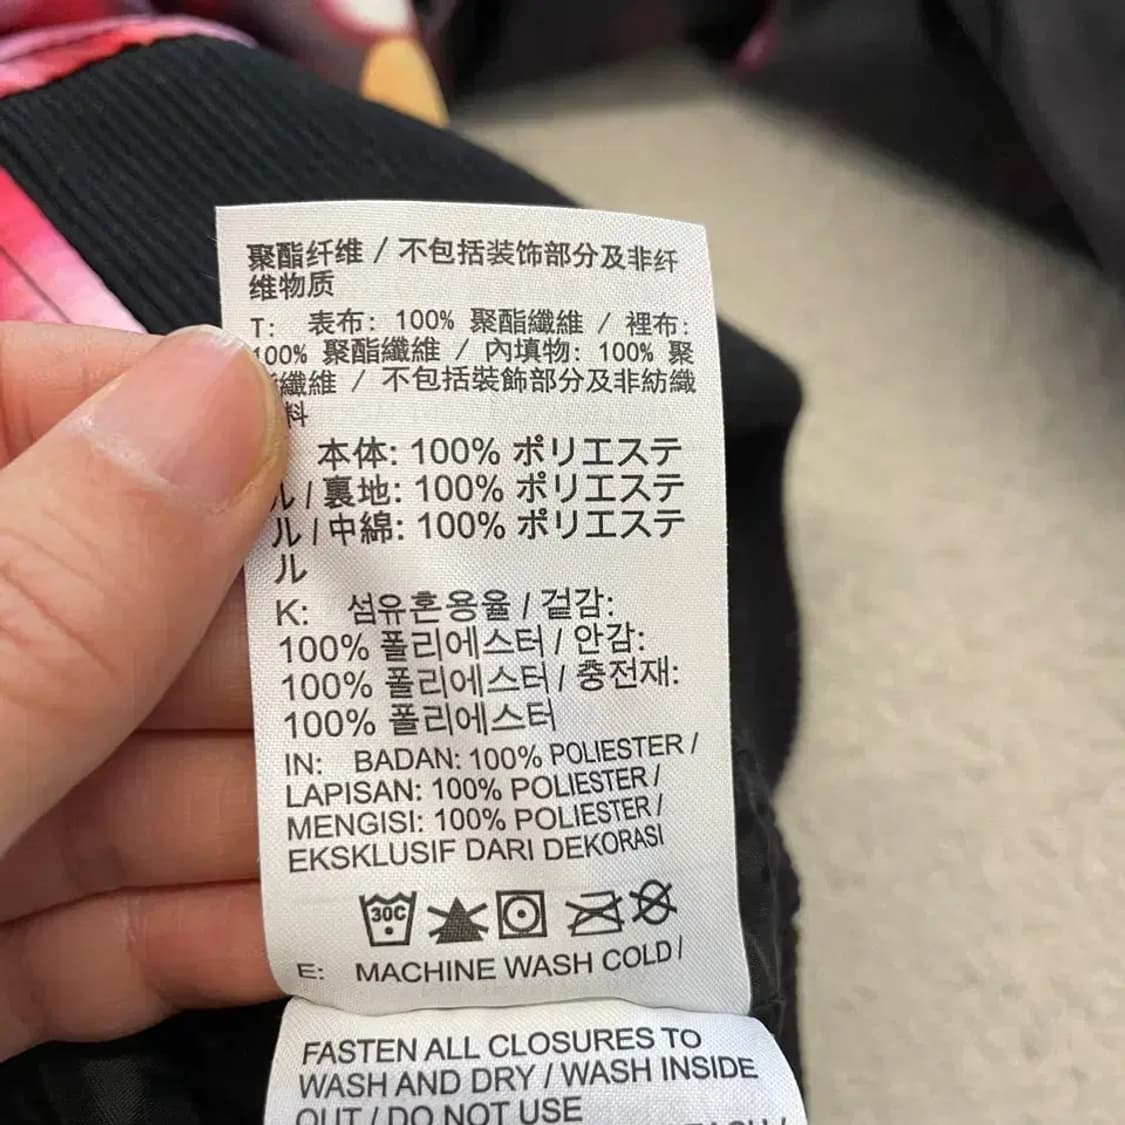 聚酯纤维 / 不包括装饰部分及非纤
维物质
T: 表布: 100% 聚酯纖維 / 裡布:
100% 聚酯纖維 / 內填物: 100% 聚
纖維 / 不包括裝飾部分及非紡織
料
本体: 100% ポリエステ
ル / 裏地: 100% ポリエステ
ル / 中綿: 100% ポリエステ
ル
K: 섬유혼용율 / 겉감:
100% 폴리에스터 / 안감:
100% 폴리에스터 / 충전재:
100% 폴리에스터
IN: BADAN: 100% POLIESTER /
LAPISAN: 100% POLIESTER /
MENGISI: 100% POLIESTER /
EKSKLUSIF DARI DEKORASI
30C
E: MACHINE WASH COLD /
FASTEN ALL CLOSURES TO
WASH AND DRY / WASH INSIDE
OUT / DO NOT USE